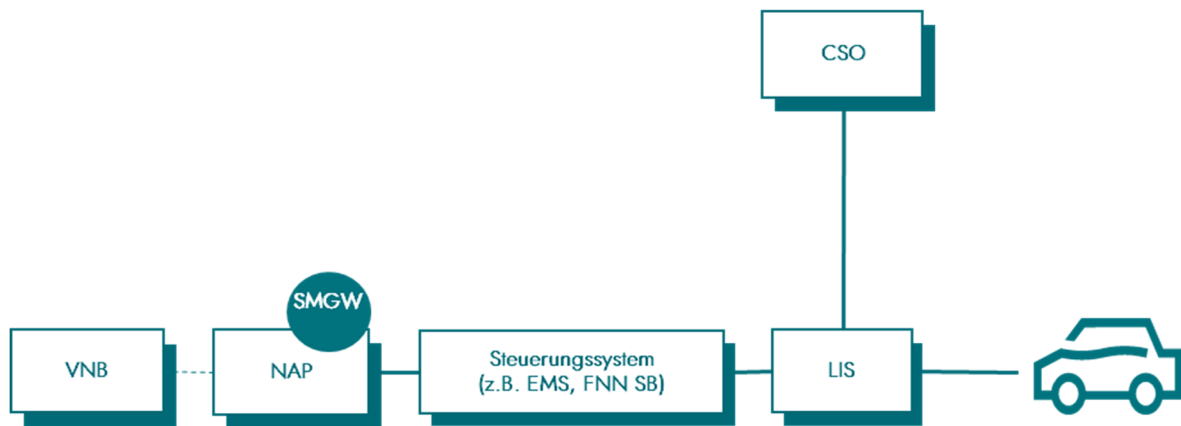 CSO
SMGW
VNB
NAP
Steuerungssystem
(z.B. EMS, FNN SB)
LIS